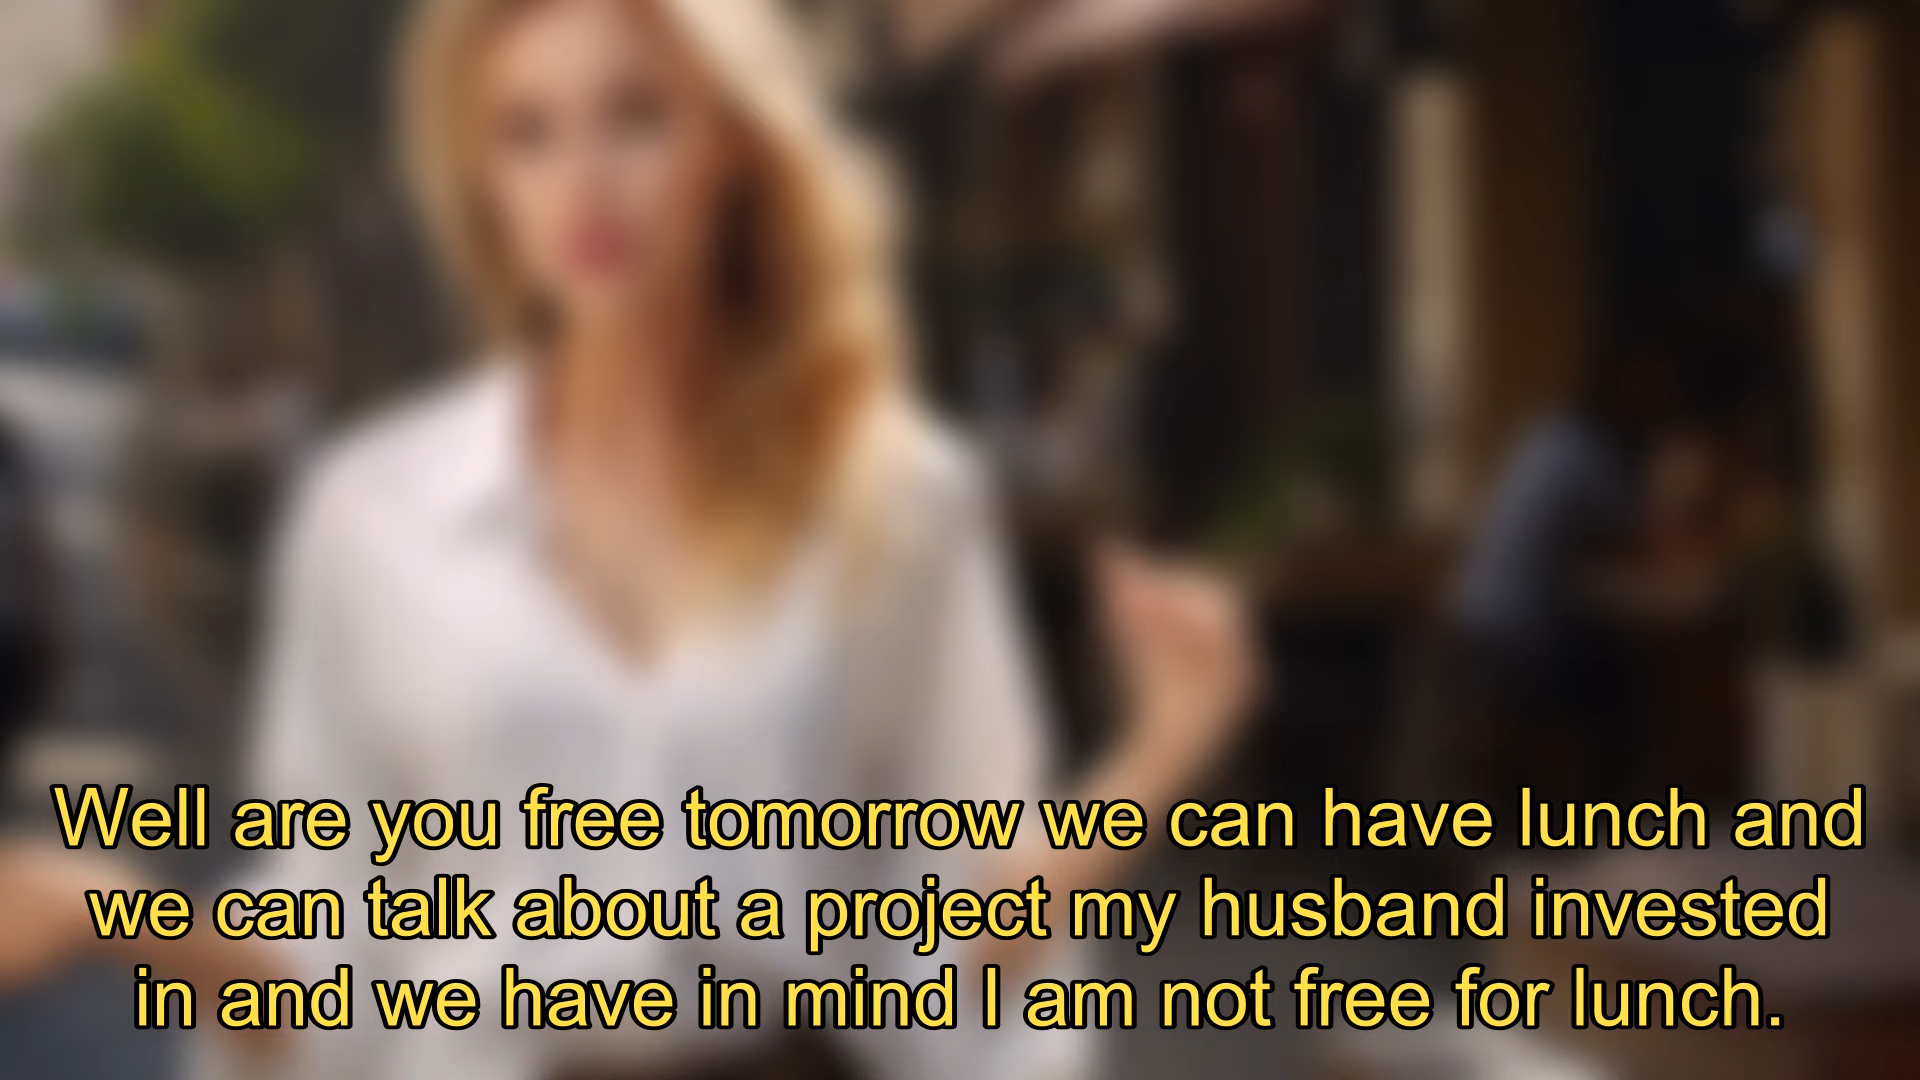 Well are you free tomorrow we can have lunch and
we can talk about a project my husband invested
in and we have in mind I am not free for lunch.